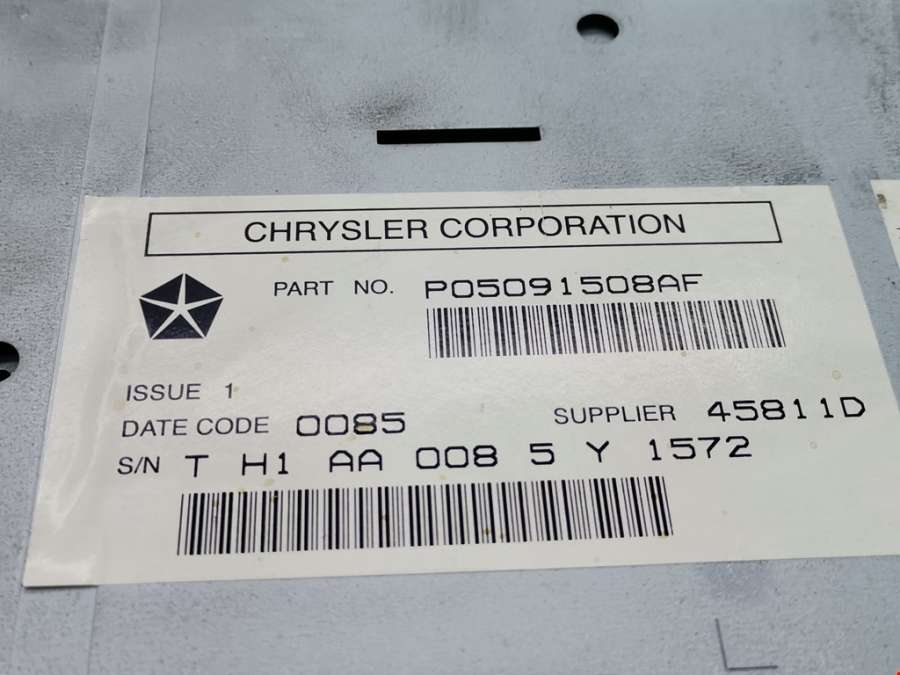 CHRYSLER CORPORATION
PART NO. P05091508AF
ISSUE 1
DATE CODE 0085 SUPPLIER 45811D
S/N T H1 AA 008 5 Y 1572